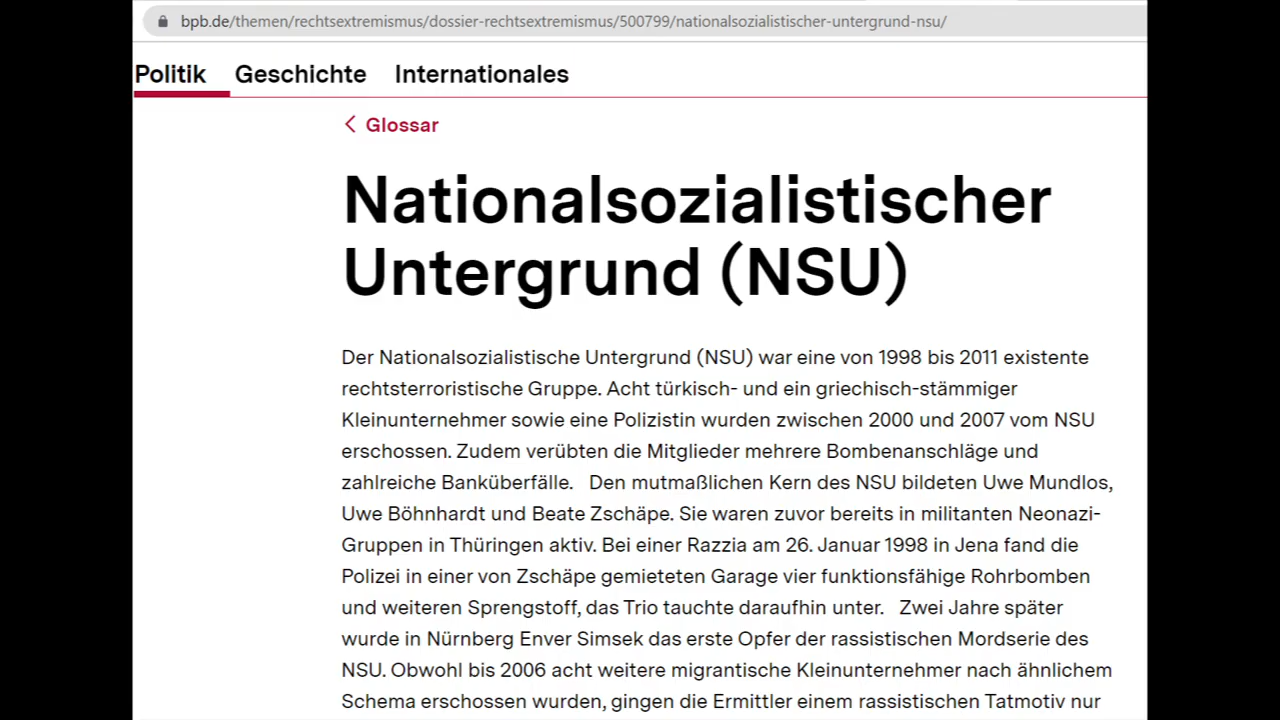 bpb.de/themen/rechtsextremismus/dossier-rechtsextremismus/500799/nationalsozialistischer-untergrund-nsu/
Politik Geschichte Internationales
Glossar
Nationalsozialistischer
Untergrund (NSU)
Der Nationalsozialistische Untergrund (NSU) war eine von 1998 bis 2011 existente
rechtsterroristische Gruppe. Acht türkisch- und ein griechisch-stämmiger
Kleinunternehmer sowie eine Polizistin wurden zwischen 2000 und 2007 vom NSU
erschossen. Zudem verübten die Mitglieder mehrere Bombenanschläge und
zahlreiche Banküberfälle. Den mutmaßlichen Kern des NSU bildeten Uwe Mundlos,
Uwe Böhnhardt und Beate Zschäpe. Sie waren zuvor bereits in militanten Neonazi-
Gruppen in Thüringen aktiv. Bei einer Razzia am 26. Januar 1998 in Jena fand die
Polizei in einer von Zschäpe gemieteten Garage vier funktionsfähige Rohrbomben
und weiteren Sprengstoff, das Trio tauchte daraufhin unter. Zwei Jahre später
wurde in Nürnberg Enver Simsek das erste Opfer der rassistischen Mordserie des
NSU. Obwohl bis 2006 acht weitere migrantische Kleinunternehmer nach ähnlichem
Schema erschossen wurden, gingen die Ermittler einem rassistischen Tatmotiv nur